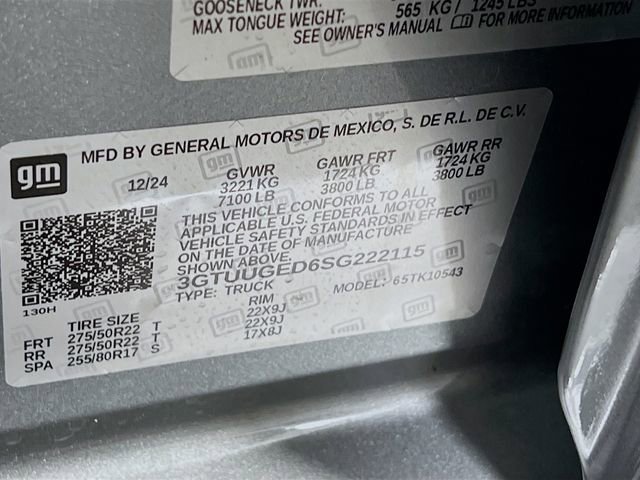 GOOSENECK TWR:
565 KG / 1245 LBS
MAX TONGUE WEIGHT:
SEE OWNER'S MANUAL FOR MORE INFORMATION
gm
MFD BY GENERAL MOTORS DE MEXICO, S. DE R.L. DE C.V.
12/24
GVWR GAWR FRT GAWR RR
3221 KG 1724 KG 1724 KG
7100 LB 3800 LB 3800 LB
THIS VEHICLE CONFORMS TO ALL
APPLICABLE U.S. FEDERAL MOTOR
VEHICLE SAFETY STANDARDS IN EFFECT
ON THE DATE OF MANUFACTURE
SHOWN ABOVE.
3GTUUGED6SG222115
TYPE: TRUCK MODEL: 65TK10543
130H
TIRE SIZE RIM
FRT 275/50R22 T 22X9J
RR 275/50R22 T 22X9J
SPA 255/80R17 S 17X8J